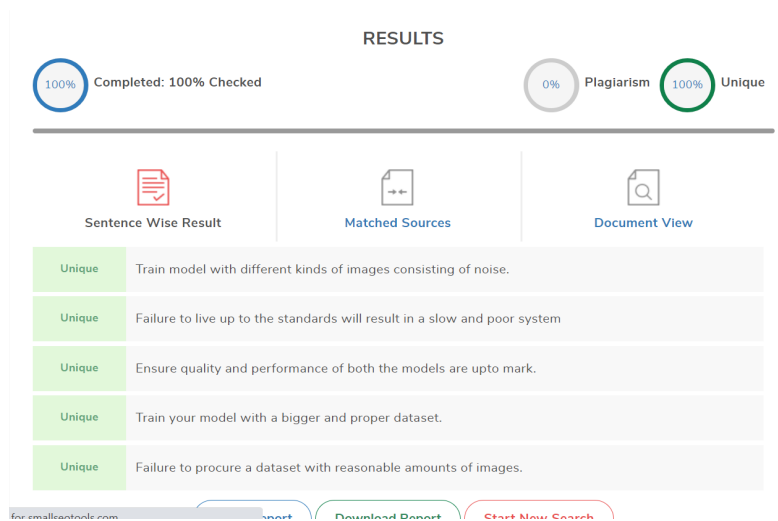 RESULTS
100% Completed: 100% Checked 0% Plagiarism 100% Unique
Sentence Wise Result Matched Sources Document View
Unique Train model with different kinds of images consisting of noise.
Unique Failure to live up to the standards will result in a slow and poor system
Unique Ensure quality and performance of both the models are upto mark.
Unique Train your model with a bigger and proper dataset.
Unique Failure to procure a dataset with reasonable amounts of images.
Download Report Start New Search
for smallseotools.com